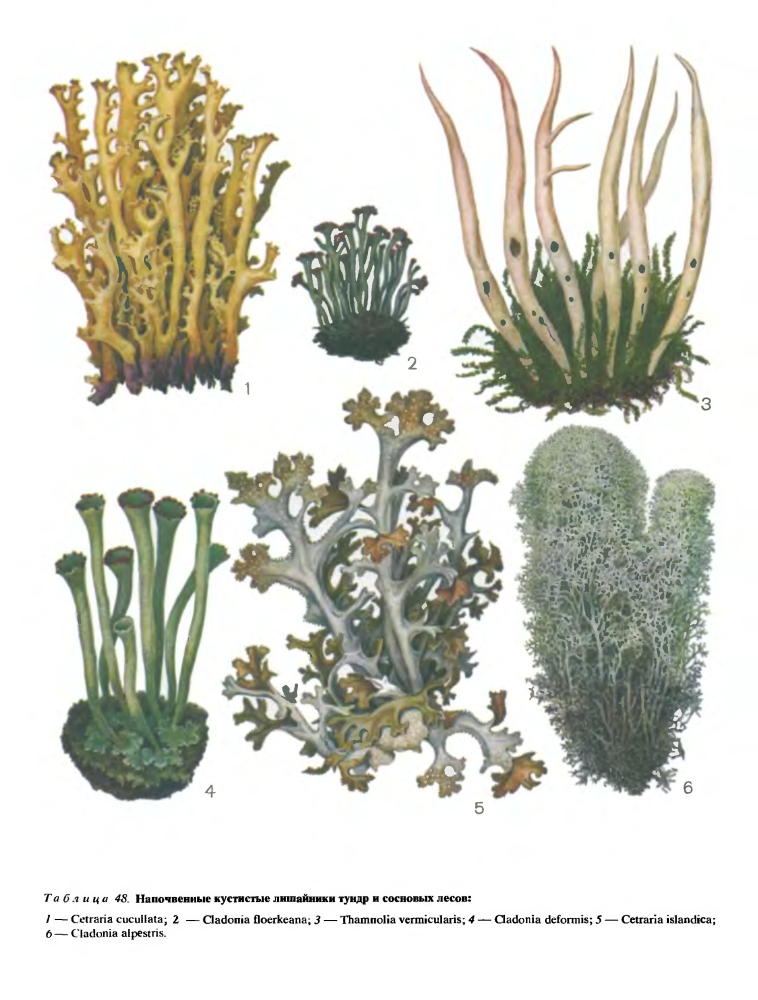 1
2
3
4
5
6
Таблица 48. Напочвенные кустистые лишайники тундр и сосновых лесов:
1 — Cetraria cucullata; 2 — Cladonia floerkeana; 3 — Thamnolia vermicularis; 4 — Cladonia deformis; 5 — Cetraria islandica;
6 — Cladonia alpestris.